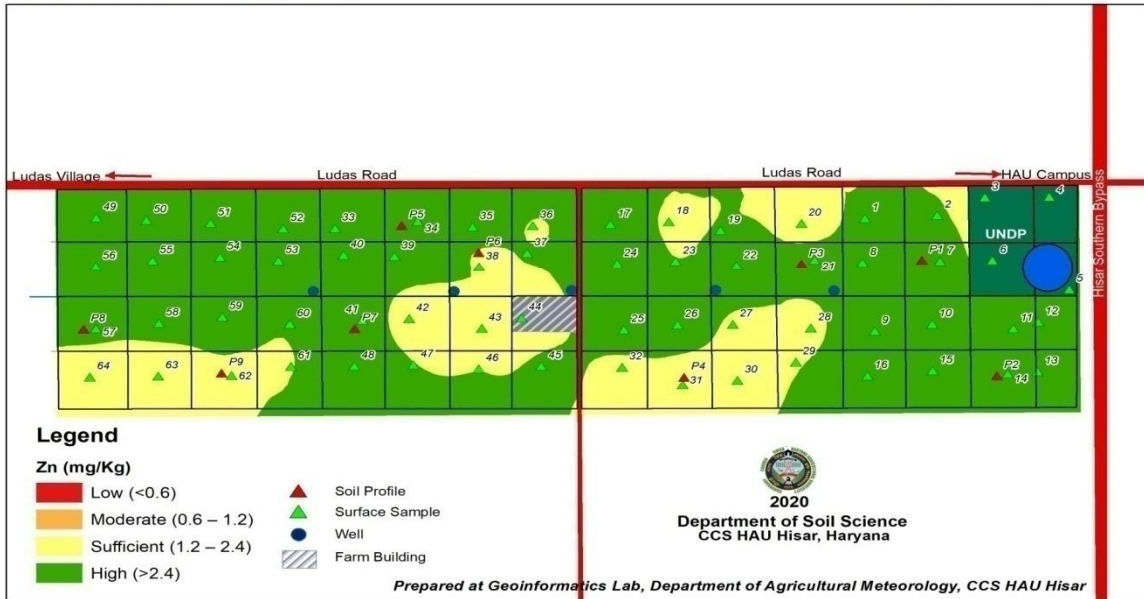 Ludas Village
Ludas Road
Ludas Road
HAU Campus
Hisar Southern Bypass
49 50 51 52 33 P5 34 35 36 17 18 19 20 1 2 3 4
56 55 54 53 40 39 P6 38 37 24 23 22 P3 21 8 P1 7 UNDP 6 5
P8 57 58 59 60 41 P7 42 43 44 25 26 27 28 9 10 11 12
64 63 P9 62 61 48 47 46 45 32 P4 31 30 29 16 15 P2 14 13
Legend
Zn (mg/Kg)
Low (<0.6)
Moderate (0.6 – 1.2)
Sufficient (1.2 – 2.4)
High (>2.4)
Soil Profile
Surface Sample
Well
Farm Building
2020
Department of Soil Science
CCS HAU Hisar, Haryana
Prepared at Geoinformatics Lab, Department of Agricultural Meteorology, CCS HAU Hisar